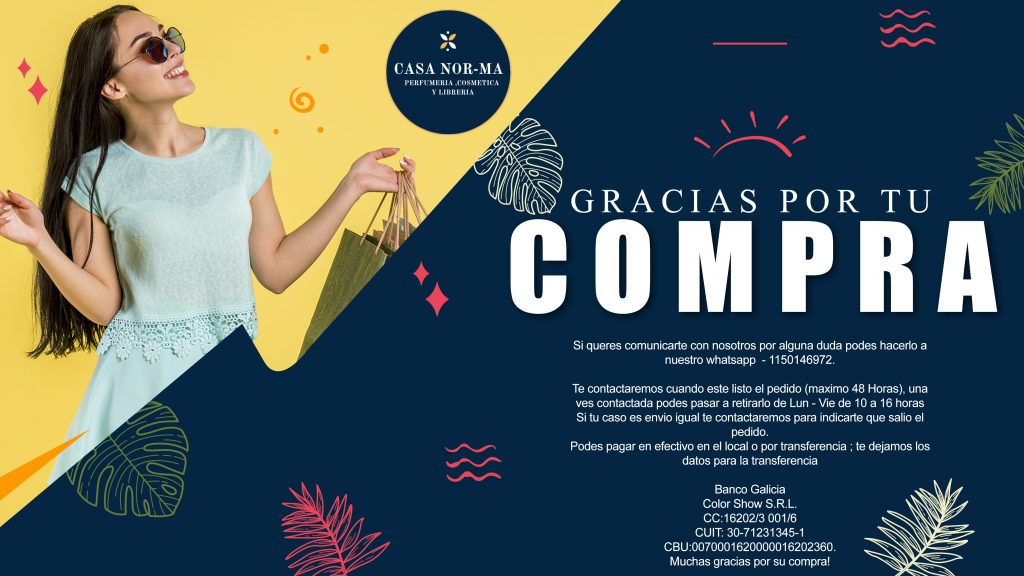 CASA NOR-MA
PERFUMERIA ,COSMETICA
Y LIBRERIA
GRACIAS POR TU
COMPRA
Si queres comunicarte con nosotros por alguna duda podes hacerlo a
nuestro whatsapp - 1150146972.
Te contactaremos cuando este listo el pedido (maximo 48 Horas), una
ves contactada podes pasar a retirarlo de Lun - Vie de 10 a 16 horas
Si tu caso es envio igual te contactaremos para indicarte que salio el
pedido.
Podes pagar en efectivo en el local o por transferencia ; te dejamos los
datos para la transferencia
Banco Galicia
Color Show S.R.L.
CC:16202/3 001/6
CUIT: 30-71231345-1
CBU:0070001620000016202360.
Muchas gracias por su compra!